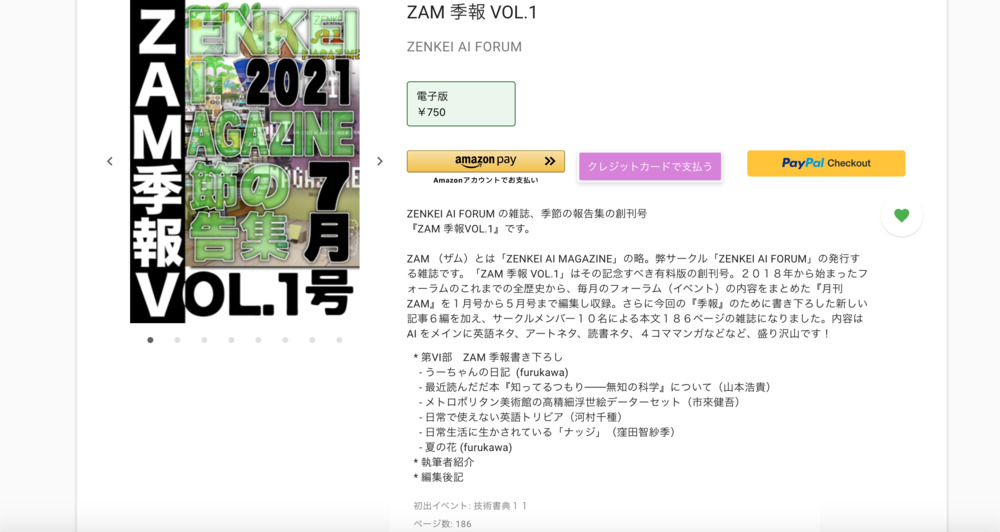 ZAM 季報 VOL.1
ZENKEI AI FORUM
電子版
￥750
amazon pay
Amazonアカウントでお支払い
クレジットカードで支払う
PayPal Checkout
ZENKEI AI FORUM の雑誌、季節の報告集の創刊号
『ZAM 季報VOL.1』です。
ZAM （ザム）とは「ZENKEI AI MAGAZINE」の略。弊サークル「ZENKEI AI FORUM」の発行す
る雑誌です。「ZAM 季報 VOL.1」はその記念すべき有料版の創刊号。２０１８年から始まったフ
ォーラムのこれまでの全歴史から、毎月のフォーラム（イベント）の内容をまとめた『月刊
ZAM』を１月号から５月号まで編集し収録。さらに今回の『季報』のために書き下ろした新しい
記事６編を加え、サークルメンバー１０名による本文１８６ページの雑誌になりました。内容は
AI をメインに英語ネタ、アートネタ、読書ネタ、４コママンガなどなど、盛り沢山です！
* 第VI部　ZAM 季報書き下ろし
- うーちゃんの日記 (furukawa)
- 最近読んだだ本『知ってるつもり――無知の科学』について（山本浩貴）
- メトロポリタン美術館の高精細浮世絵データーセット（市來健吾）
- 日常で使えない英語トリビア（河村千種）
- 日常生活に生かされている「ナッジ」（窪田智紗季）
- 夏の花 (furukawa)
* 執筆者紹介
* 編集後記
初出イベント: 技術書典１１
ページ数: 186
ZAM季報V
OL.1号
ZENKEI
2021
AGAZINE
節の
告集
7月